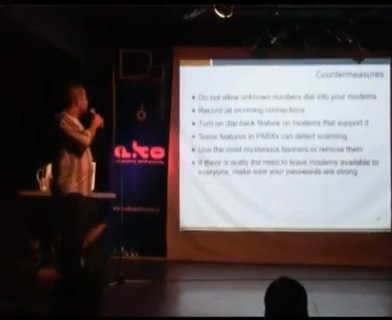 Countermeasures
Do not allow unknown numbers dial into your modems
Record all incoming connections
Turn on dial back feature on modems that support it
Some features in PBXs can detect scanning
Use the most mysterious banners or remove them
If there is really the need to leave modems available to
everyone, make sure your passwords are strong